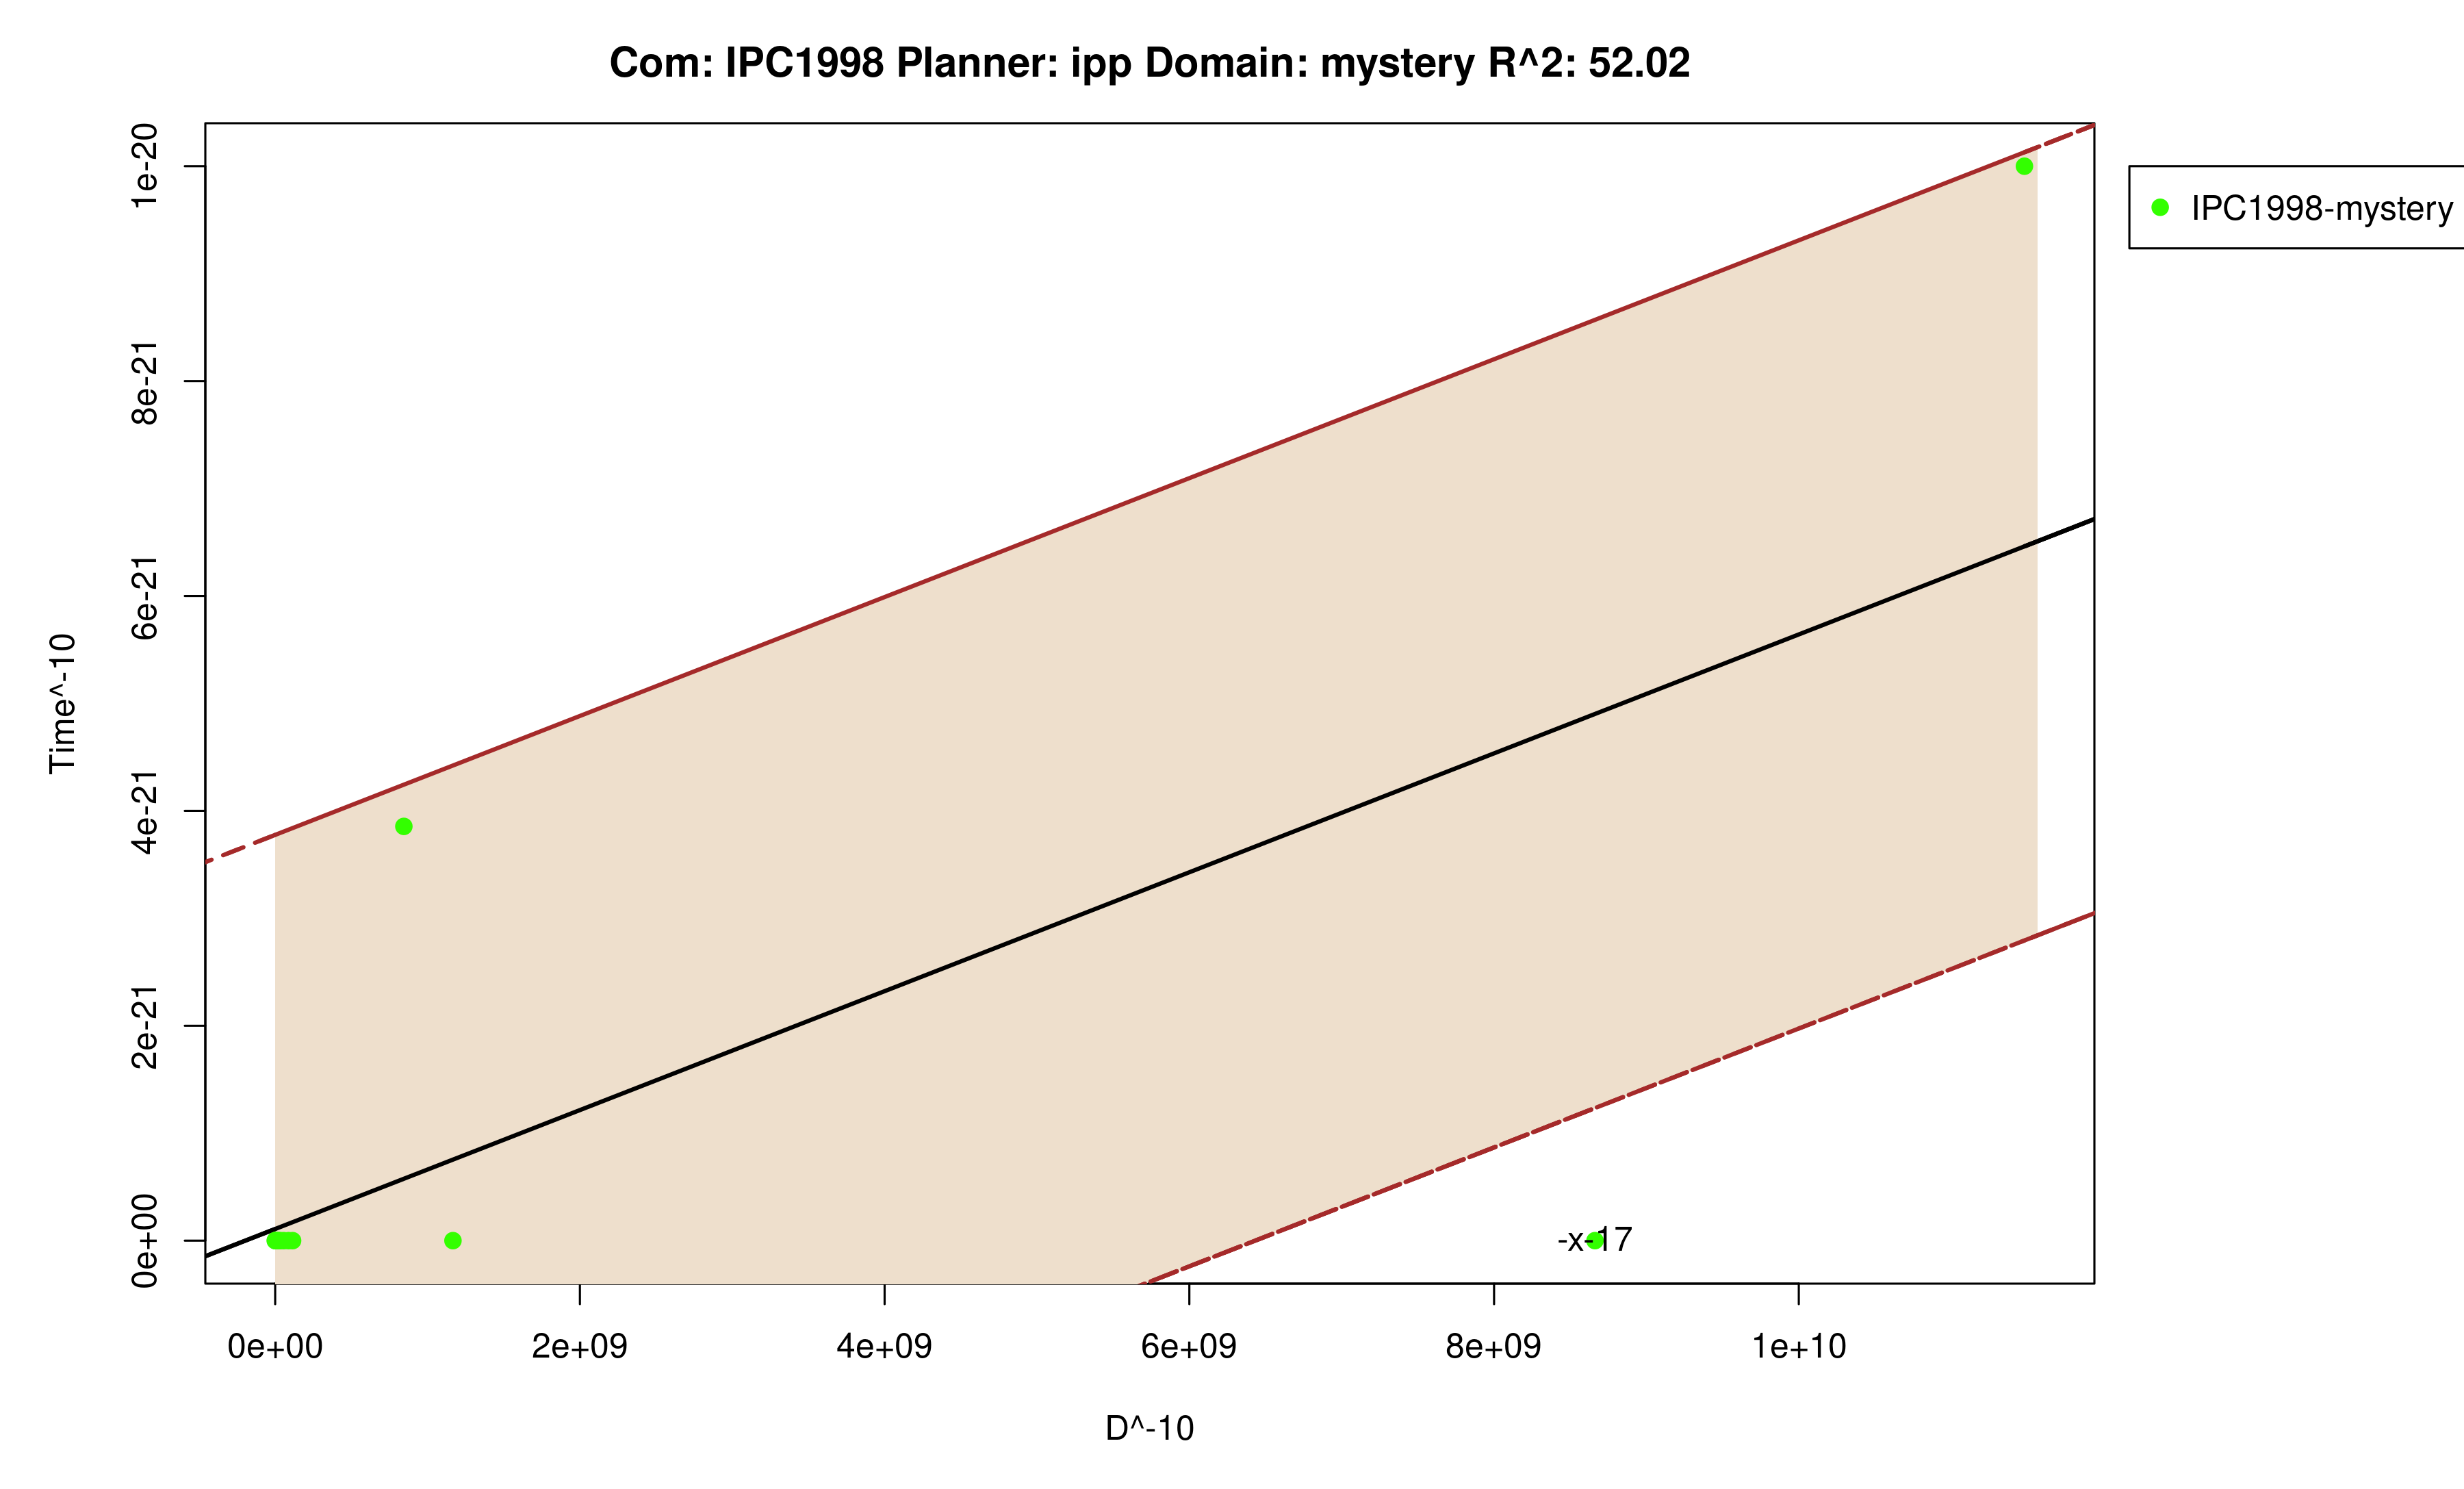 Com: IPC1998 Planner: ipp Domain: mystery R^2: 52.02
IPC1998-mystery
1e-20
8e-21
6e-21
4e-21
2e-21
0e+00
Time^-10
-x-17
0e+00
2e+09
4e+09
6e+09
8e+09
1e+10
D^-10